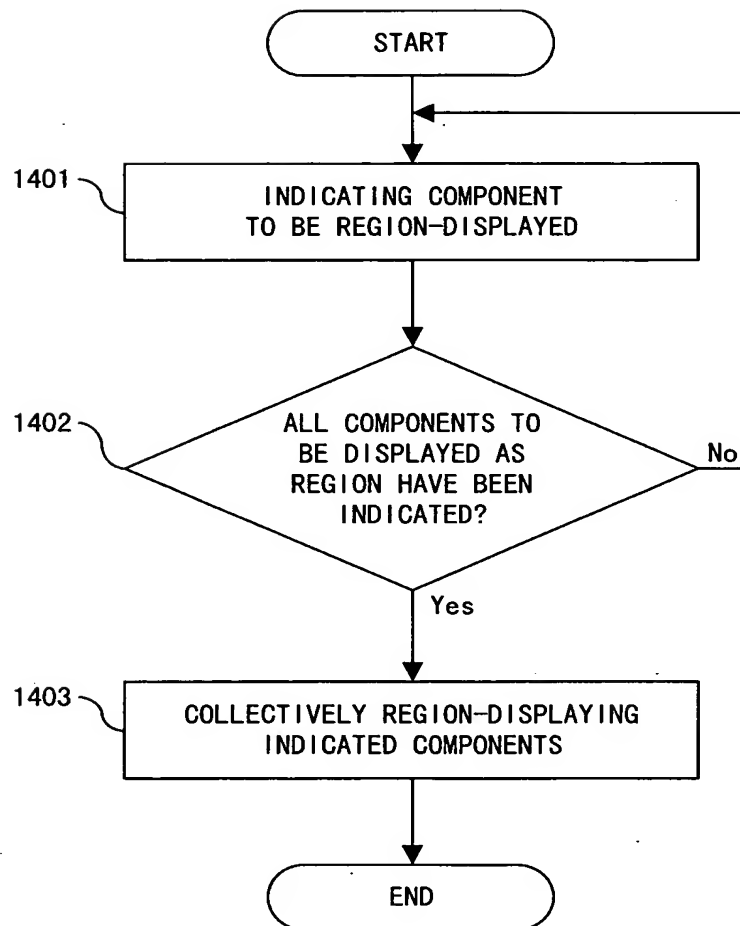 START
1401
INDICATING COMPONENT
TO BE REGION-DISPLAYED
1402
ALL COMPONENTS TO
BE DISPLAYED AS
REGION HAVE BEEN
INDICATED?
No
Yes
1403
COLLECTIVELY REGION-DISPLAYING
INDICATED COMPONENTS
END